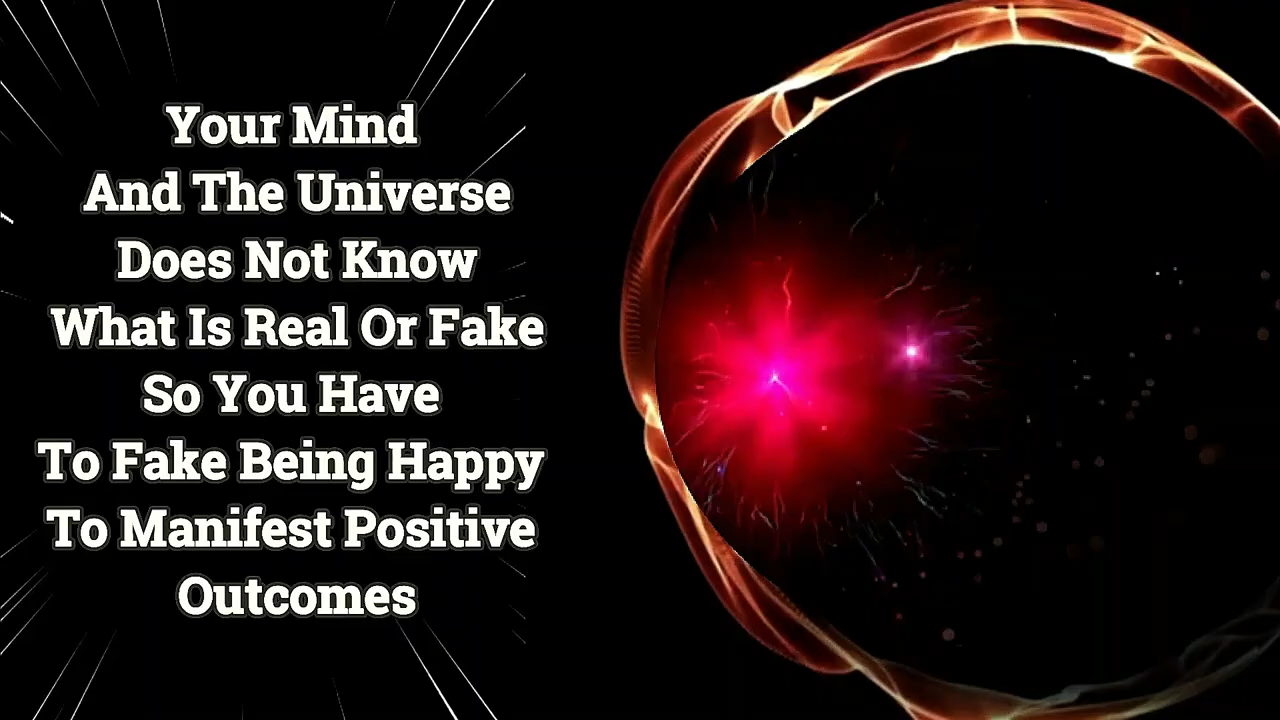 Your Mind
And The Universe
Does Not Know
What Is Real Or Fake
So You Have
To Fake Being Happy
To Manifest Positive
Outcomes